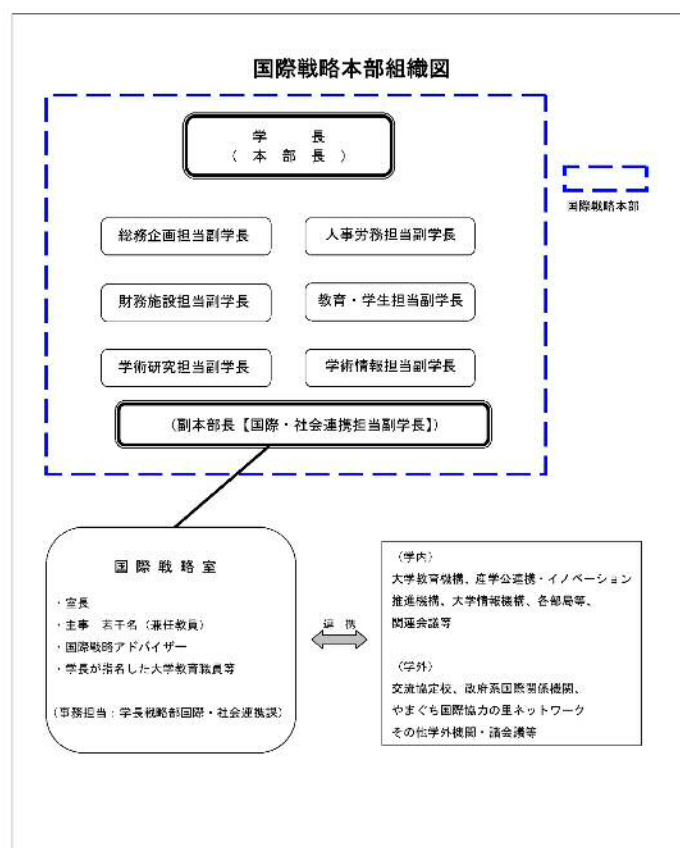 国際戦略本部組織図
学　長
（ 本 部 長 ）
国際戦略本部
総務企画担当副学長
人事労務担当副学長
財務施設担当副学長
教育・学生担当副学長
学術研究担当副学長
学術情報担当副学長
(副本部長【国際・社会連携担当副学長】)
国 際 戦 略 室
・室長
・主事　若干名（兼任教員）
・国際戦略アドバイザー
・学長が指名した大学教育職員等
(事務担当：学長戦略部国際・社会連携課)
連 携
（学内）
大学教育機構、産学公連携・イノベーション
推進機構、大学情報機構、各部局等、
関連会議等
（学外）
交流協定校、政府系国際関係機関、
やまぐち国際協力の里ネットワーク
その他学外機関・諸会議等